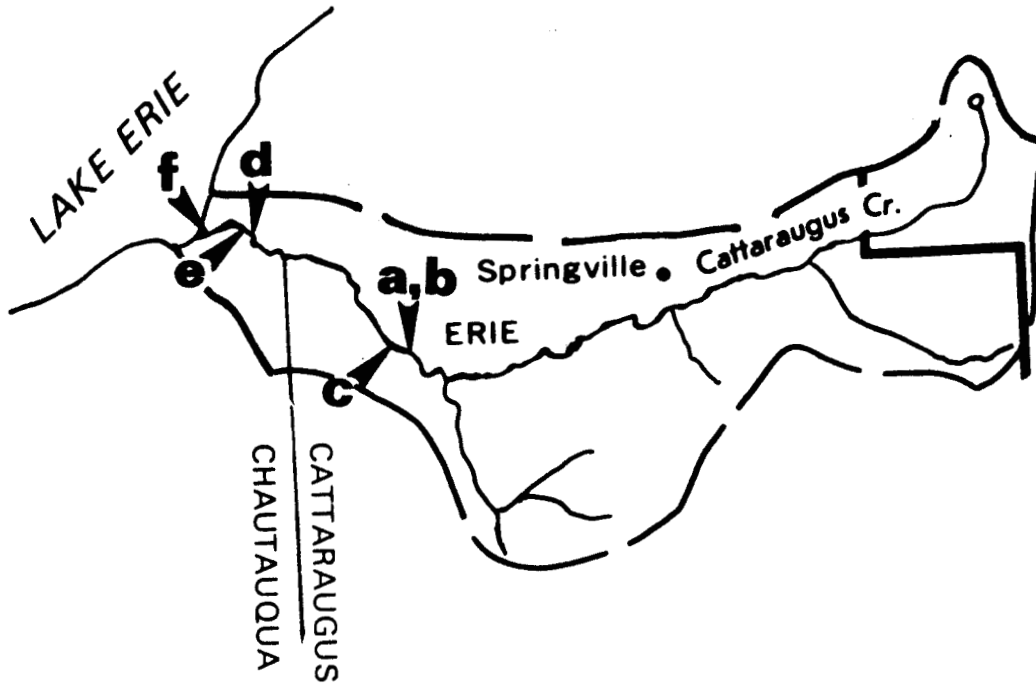 LAKE ERIE
f
d
e
a,b
Springville
Cattaraugus Cr.
ERIE
c
CHAUTAUQUA
CATTARAUGUS